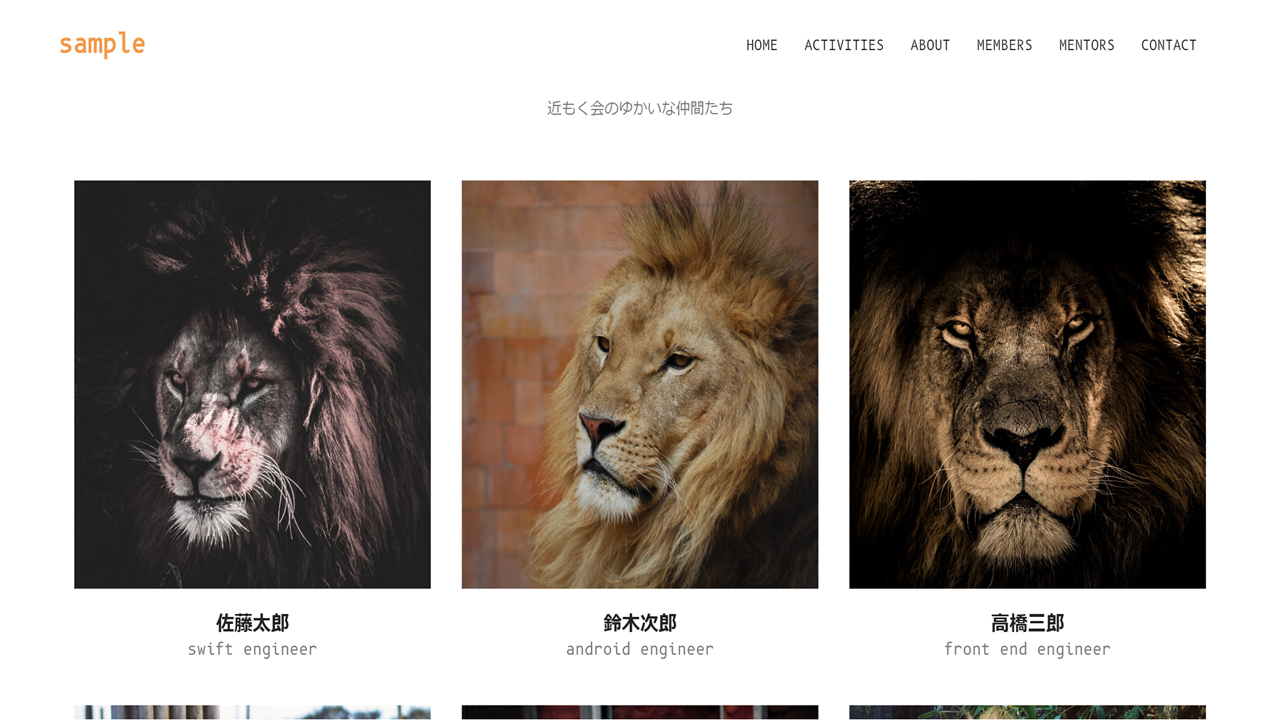 sample
HOME ACTIVITIES ABOUT MEMBERS MENTORS CONTACT
近もく会のゆかいな仲間たち
佐藤太郎
swift engineer
鈴木次郎
android engineer
高橋三郎
front end engineer